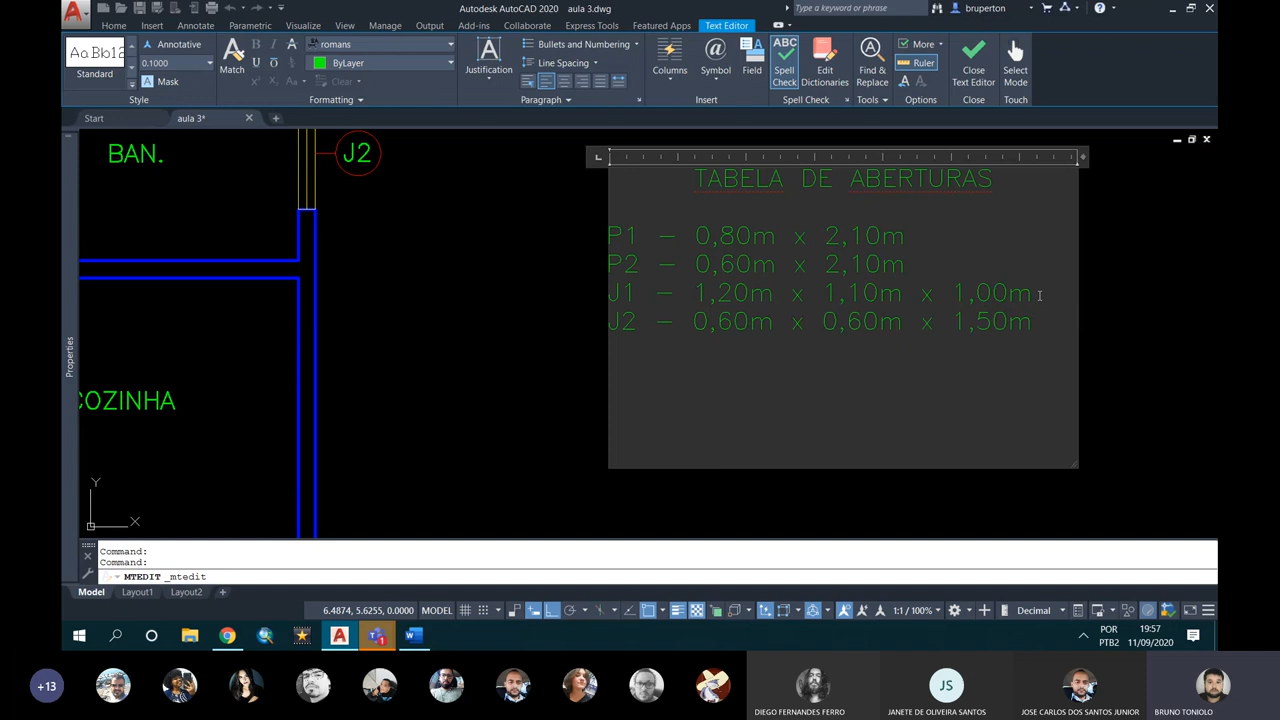 Autodesk AutoCAD 2020 aula 3.dwg
Type a keyword or phrase
bruperton
Home Insert Annotate Parametric Visualize View Manage Output Add-ins Collaborate Express Tools Featured Apps Text Editor
AaBb12
Standard
Annotative
0.1000
Mask
Style
Match
romans
ByLayer
Clear
Formatting
Justification
Bullets and Numbering
Line Spacing
Paragraph
Columns
Symbol
Field
Insert
Spell Check
Edit Dictionaries
Spell Check
Find & Replace
Tools
More
Ruler
Options
Close Text Editor
Close
Select Mode
Touch
Start
aula 3*
BAN.
J2
COZINHA
Y
X
Properties
TABELA DE ABERTURAS
P1 - 0,80m x 2,10m
P2 - 0,60m x 2,10m
J1 - 1,20m x 1,10m x 1,00m
J2 - 0,60m x 0,60m x 1,50m
Command:
Command:
MTEDIT _mtedit
Model Layout1 Layout2
6.4874, 5.6255, 0.0000 MODEL
1:1 / 100%
Decimal
POR
PTB2
19:57
11/09/2020
+13
JS
DIEGO FERNANDES FERRO
JANETE DE OLIVEIRA SANTOS
JOSE CARLOS DOS SANTOS JUNIOR
BRUNO TONIOLO